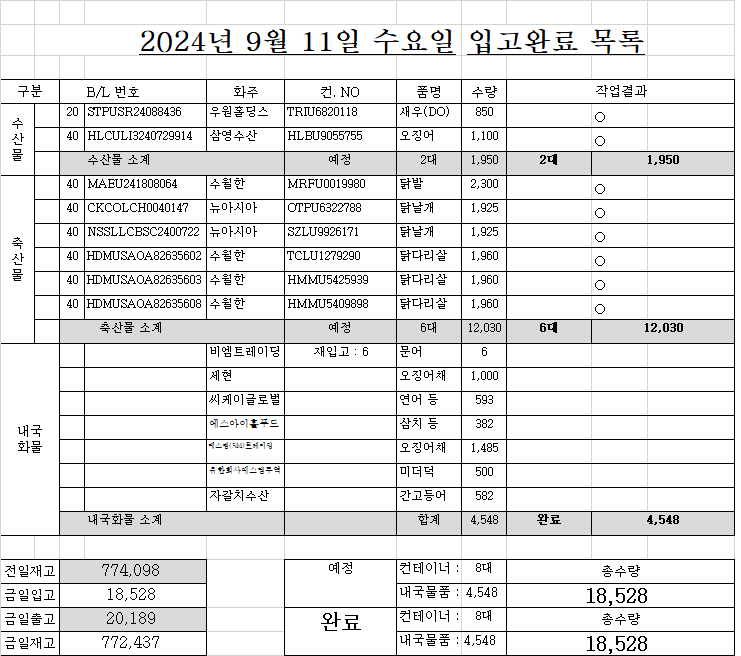 2024년 9월 11일 수요일 입고완료 목록
구분 B/L 번호 화주 컨. NO 품명 수량 작업결과
수산물
20 STPUSR24088436 우원홀딩스 TRIU6820118 새우(DO) 850 ○
40 HLCULI3240729914 삼영수산 HLBU9055755 오징어 1,100 ○
수산물 소계 예정 2대 1,950 2대 1,950
축산물
40 MAEU241808064 수월한 MRFU0019980 닭발 2,300 ○
40 CKCOLCH0040147 뉴아시아 OTPU6322788 닭날개 1,925 ○
40 NSSLLCBSC2400722 뉴아시아 SZLU9926171 닭날개 1,925 ○
40 HDMUSAOA82635602 수월한 TCLU1279290 닭다리살 1,960 ○
40 HDMUSAOA82635603 수월한 HMMU5425939 닭다리살 1,960 ○
40 HDMUSAOA82635608 수월한 HMMU5409898 닭다리살 1,960 ○
축산물 소계 예정 6대 12,030 6대 12,030
내국화물
비엠트레이딩 재입고 : 6 문어 6
세현 오징어채 1,000
씨케이글로벌 연어 등 593
에스아이홀푸드 삼치 등 382
오징어채 1,485
유한회사에스엠무역 미더덕 500
자갈치수산 간고등어 582
내국화물 소계 합계 4,548 완료 4,548
전일재고 774,098 예정 컨테이너 : 8대 총수량
금일입고 18,528 내국물품 : 4,548 18,528
금일출고 20,189 완료 컨테이너 : 8대 총수량
금일재고 772,437 내국물품 : 4,548 18,528